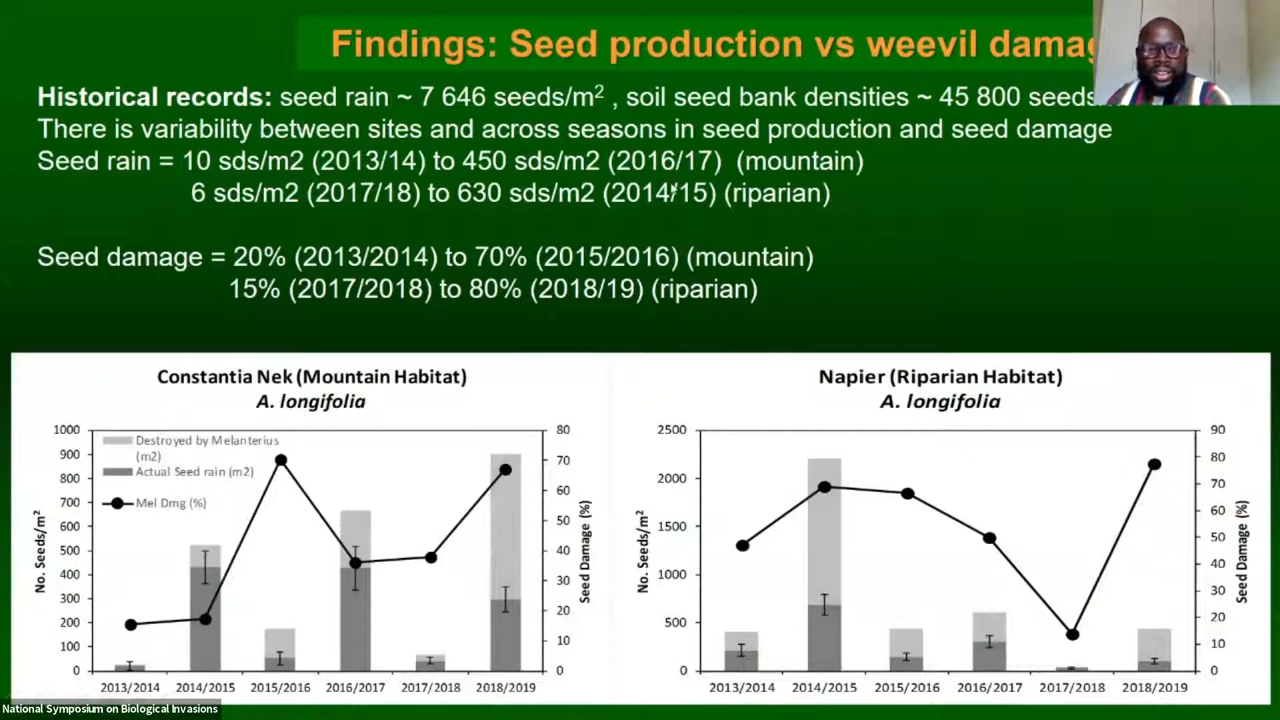 Findings: Seed production vs weevil damag
Historical records: seed rain ~ 7 646 seeds/m² , soil seed bank densities ~ 45 800 seeds
There is variability between sites and across seasons in seed production and seed damage
Seed rain = 10 sds/m2 (2013/14) to 450 sds/m2 (2016/17) (mountain)
6 sds/m2 (2017/18) to 630 sds/m2 (2014/15) (riparian)
Seed damage = 20% (2013/2014) to 70% (2015/2016) (mountain)
15% (2017/2018) to 80% (2018/19) (riparian)
Constantia Nek (Mountain Habitat)
A. longifolia
No. Seeds/m²
1000
900
800
700
600
500
400
300
200
100
0
Destroyed by Melanterius
(m2)
Actual Seed rain (m2)
Mel Dmg (%)
80
70
60
50
40
30
20
10
0
Seed Damage (%)
2013/2014 2014/2015 2015/2016 2016/2017 2017/2018 2018/2019
Napier (Riparian Habitat)
A. longifolia
No. Seeds/m²
2500
2000
1500
1000
500
0
90
80
70
60
50
40
30
20
10
0
Seed Damage (%)
2013/2014 2014/2015 2015/2016 2016/2017 2017/2018 2018/2019
National Symposium on Biological Invasions